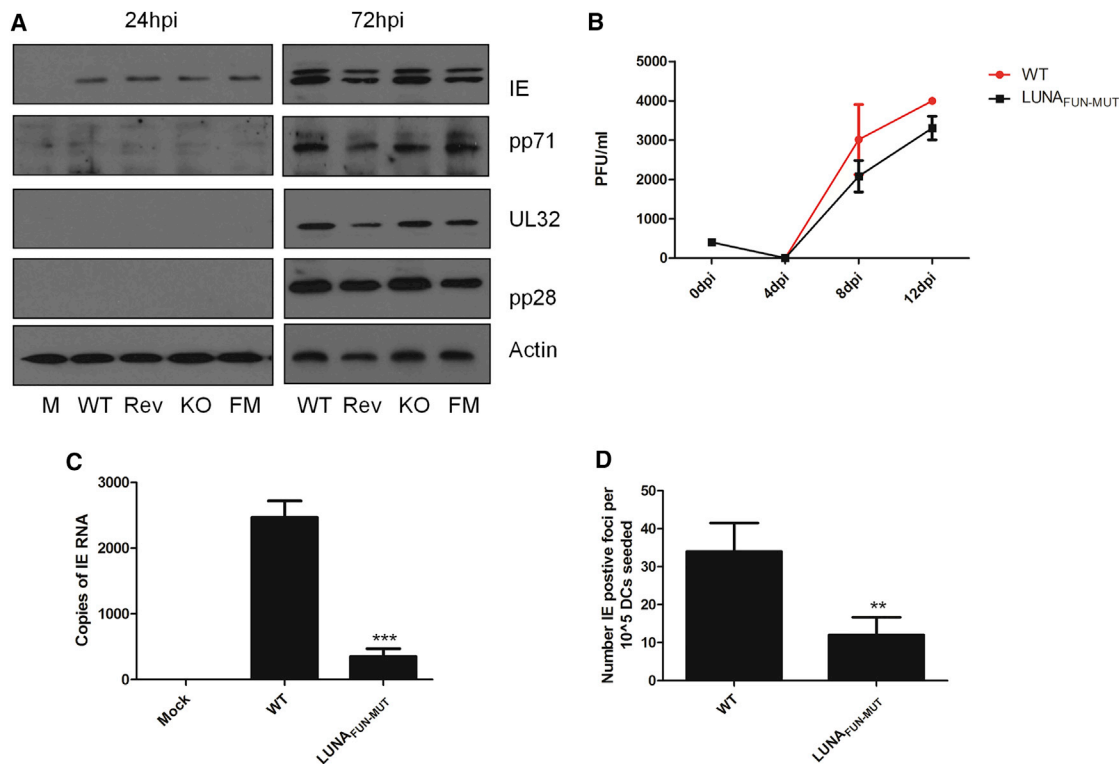 A
24hpi
72hpi
IE
pp71
UL32
pp28
Actin
M WT Rev KO FM
WT Rev KO FM
B
5000
4000
3000
2000
1000
0
PFU/ml
0dpi
4dpi
8dpi
12dpi
WT
LUNAFUN-MUT
C
3000
2000
1000
0
Copies of IE RNA
***
Mock
WT
LUNAFUN-MUT
D
50
40
30
20
10
0
Number IE postive foci per
10^5 DCs seeded
**
WT
LUNAFUN-MUT